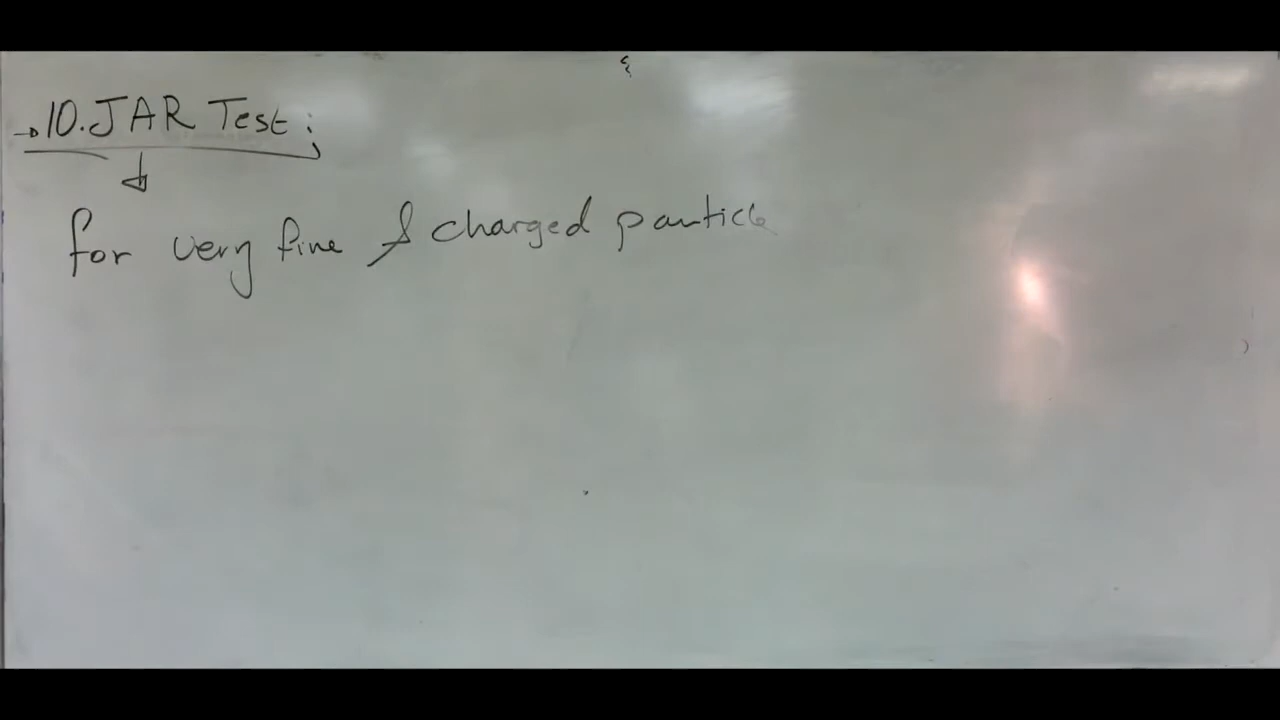 →10. JAR Test:
for very fine & charged particle